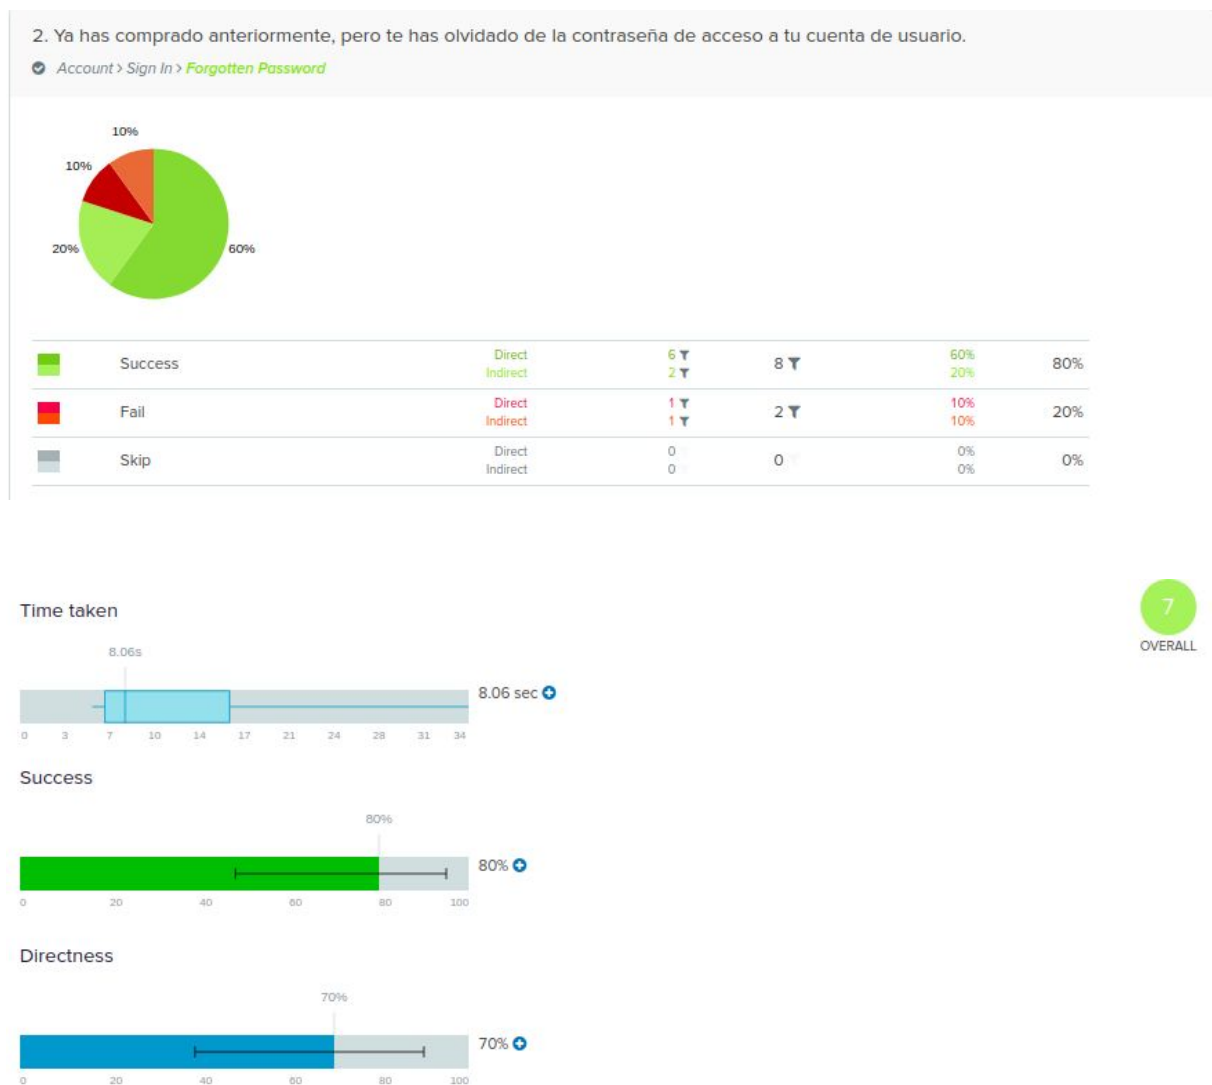 2. Ya has comprado anteriormente, pero te has olvidado de la contraseña de acceso a tu cuenta de usuario.
Account › Sign In › Forgotten Password
10%
10%
20%
60%
Success Direct 6 8 60% 80%
Indirect 2 20%
Fail Direct 1 2 10% 20%
Indirect 1 10%
Skip Direct 0 0 0% 0%
Indirect 0 0%
7
OVERALL
Time taken
8.06s
8.06 sec
0 3 7 10 14 17 21 24 28 31 34
Success
80%
80%
0 20 40 60 80 100
Directness
70%
70%
0 20 40 60 80 100